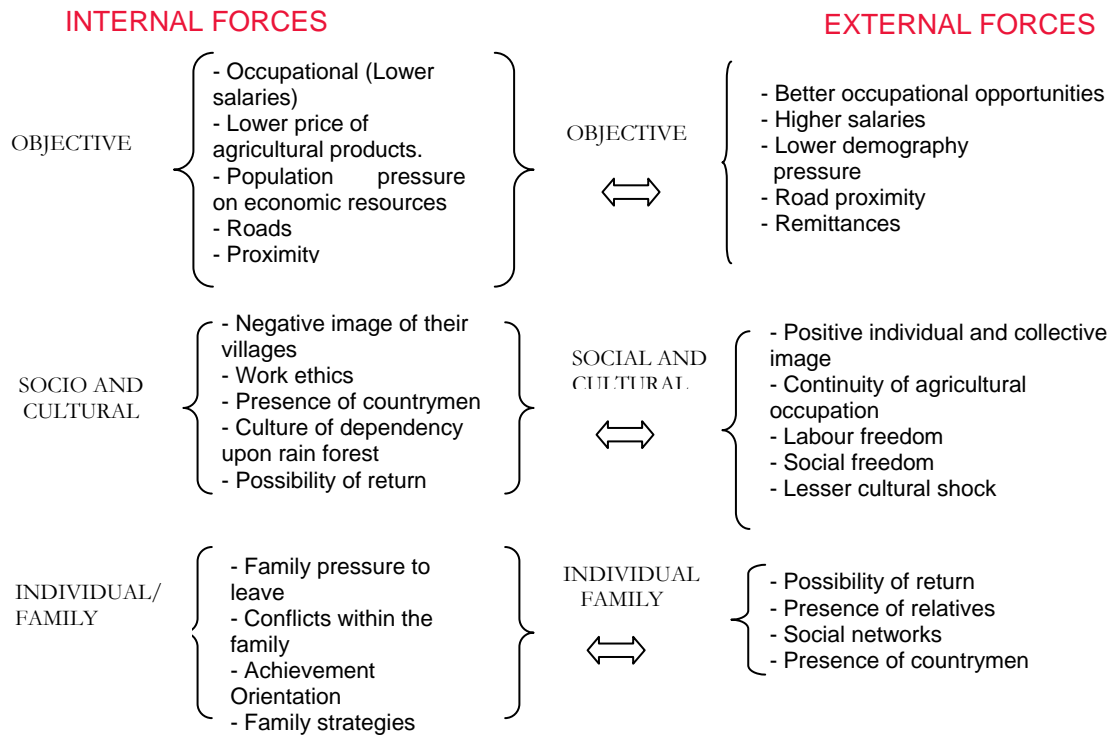 INTERNAL FORCES
EXTERNAL FORCES
OBJECTIVE
- Occupational (Lower
salaries)
- Lower price of
agricultural products.
- Population pressure
on economic resources
- Roads
- Proximity
OBJECTIVE
- Better occupational opportunities
- Higher salaries
- Lower demography
pressure
- Road proximity
- Remittances
SOCIO AND
CULTURAL
- Negative image of their
villages
- Work ethics
- Presence of countrymen
- Culture of dependency
upon rain forest
- Possibility of return
SOCIAL AND
CULTURAL
- Positive individual and collective
image
- Continuity of agricultural
occupation
- Labour freedom
- Social freedom
- Lesser cultural shock
INDIVIDUAL/
FAMILY
- Family pressure to
leave
- Conflicts within the
family
- Achievement
Orientation
- Family strategies
INDIVIDUAL
FAMILY
- Possibility of return
- Presence of relatives
- Social networks
- Presence of countrymen